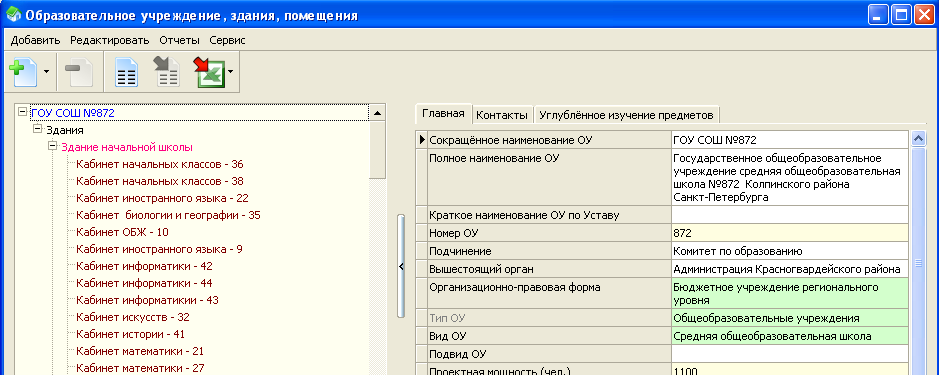 Образовательное учреждение, здания, помещения
Добавить Редактировать Отчеты Сервис
ГОУ СОШ №872
Здания
Здание начальной школы
Кабинет начальных классов - 36
Кабинет начальных классов - 38
Кабинет иностранного языка - 22
Кабинет биологии и географии - 35
Кабинет ОБЖ - 10
Кабинет иностранного языка - 9
Кабинет информатики - 42
Кабинет информатики - 44
Кабинет информатикии - 43
Кабинет искусств - 32
Кабинет истории - 41
Кабинет математики - 21
Кабинет математики - 27
Главная Контакты Углублённое изучение предметов
Сокращённое наименование ОУ ГОУ СОШ №872
Полное наименование ОУ Государственное общеобразовательное
учреждение средняя общеобразовательная
школа №872 Колпинского района
Санкт-Петербурга
Краткое наименование ОУ по Уставу
Номер ОУ 872
Подчинение Комитет по образованию
Вышестоящий орган Администрация Красногвардейского района
Организационно-правовая форма Бюджетное учреждение регионального
уровня
Тип ОУ Общеобразовательные учреждения
Вид ОУ Средняя общеобразовательная школа
Подвид ОУ
Проектная мощность (чел.) 1100